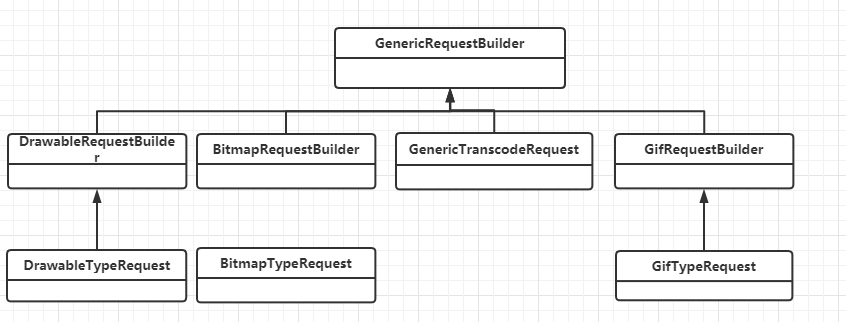 GenericRequestBuilder
DrawableRequestBuilde
r
BitmapRequestBuilder
GenericTranscodeRequest
GifRequestBuilder
DrawableTypeRequest
BitmapTypeRequest
GifTypeRequest